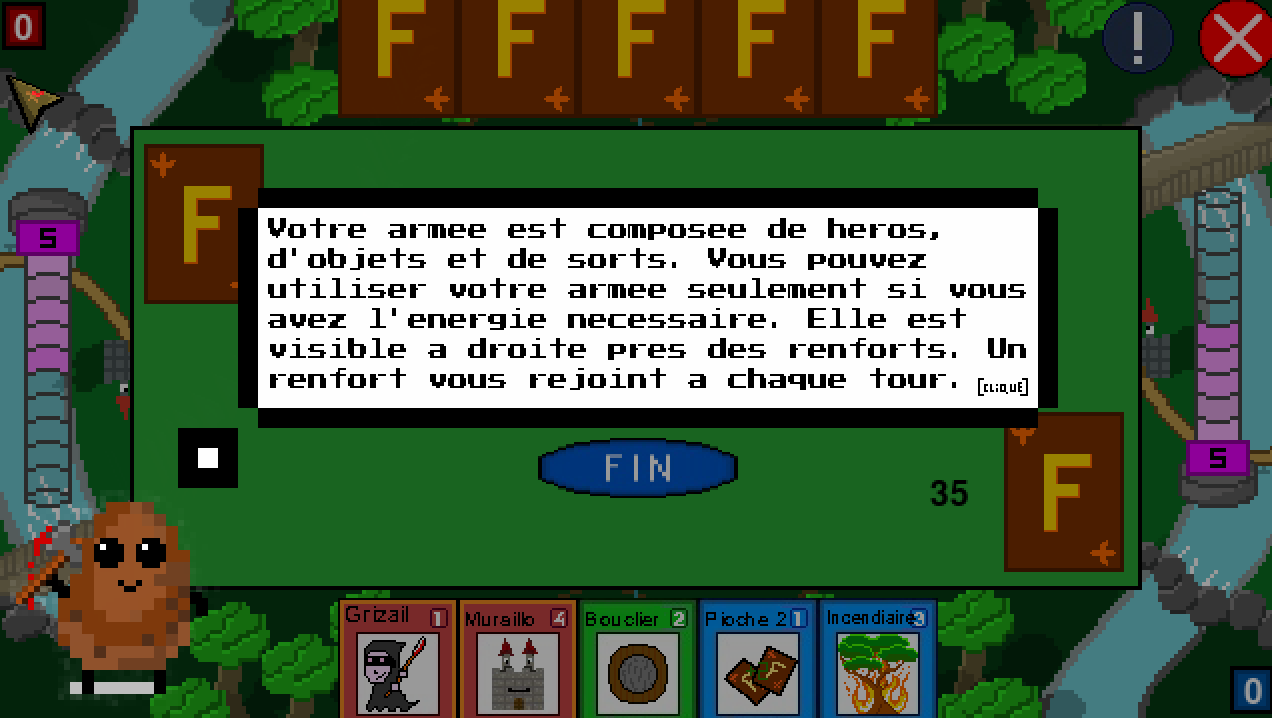 0
F F F F F
!
F
5
Votre armee est composee de heros,
d'objets et de sorts. Vous pouvez
utiliser votre armee seulement si vous
avez l'energie necessaire. Elle est
visible a droite pres des renforts. Un
renfort vous rejoint a chaque tour. [CLIQUE]
5
FIN
35
F
Grizail 1
Muraillo 4
Bouclier 2
Pioche 2 1
Incendiaire 3
0